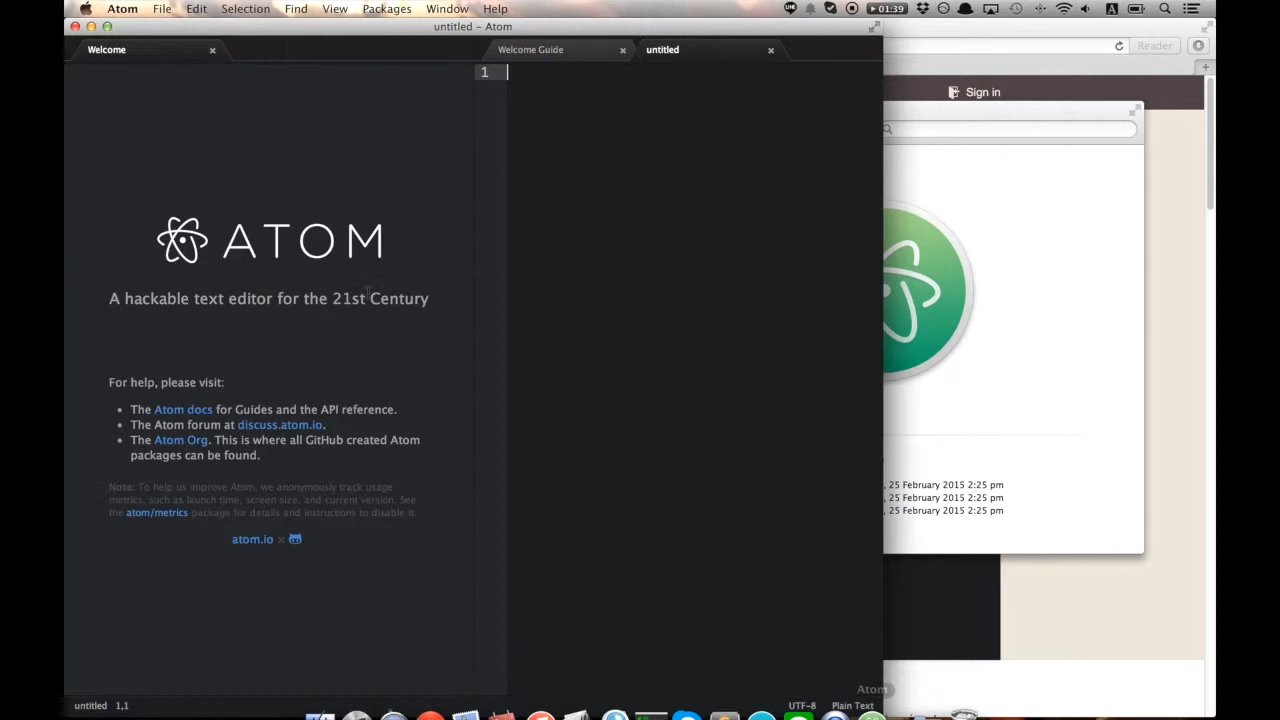 Atom File Edit Selection Find View Packages Window Help 01:39
untitled - Atom
Welcome Welcome Guide untitled
Reader
1
Sign in
ATOM
A hackable text editor for the 21st Century
For help, please visit:
• The Atom docs for Guides and the API reference.
• The Atom forum at discuss.atom.io.
• The Atom Org. This is where all GitHub created Atom
packages can be found.
, 25 February 2015 2:25 pm
, 25 February 2015 2:25 pm
, 25 February 2015 2:25 pm
Note: To help us improve Atom, we anonymously track usage
metrics, such as launch time, screen size, and current version. See
the atom/metrics package for details and instructions to disable it.
atom.io ×
Atom
untitled 1,1 UTF-8 Plain Text